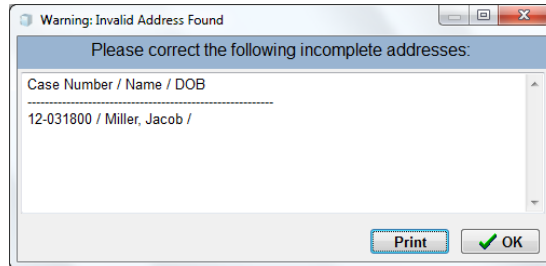 Warning: Invalid Address Found
Please correct the following incomplete addresses:
Case Number / Name / DOB
------------------------------------------------------------
12-031800 / Miller, Jacob /
Print
OK